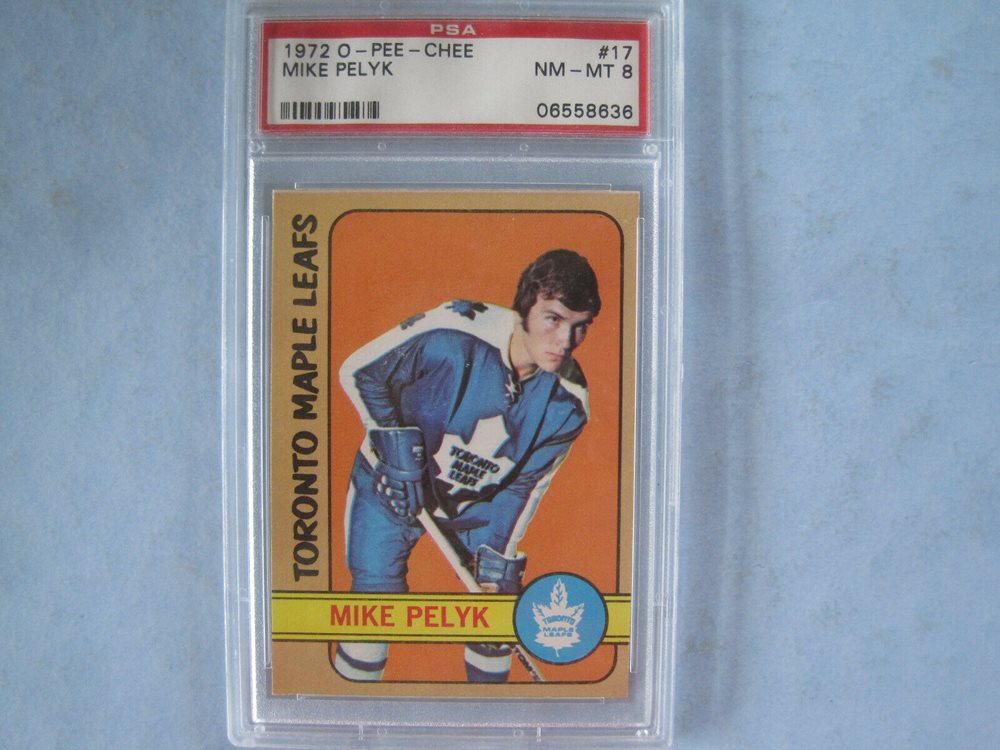 PSA
1972 O-PEE-CHEE #17
MIKE PELYK NM-MT 8
06558636
TORONTO MAPLE LEAFS
TORONTO
MAPLE
LEAFS
MIKE PELYK
TORONTO
MAPLE
LEAFS